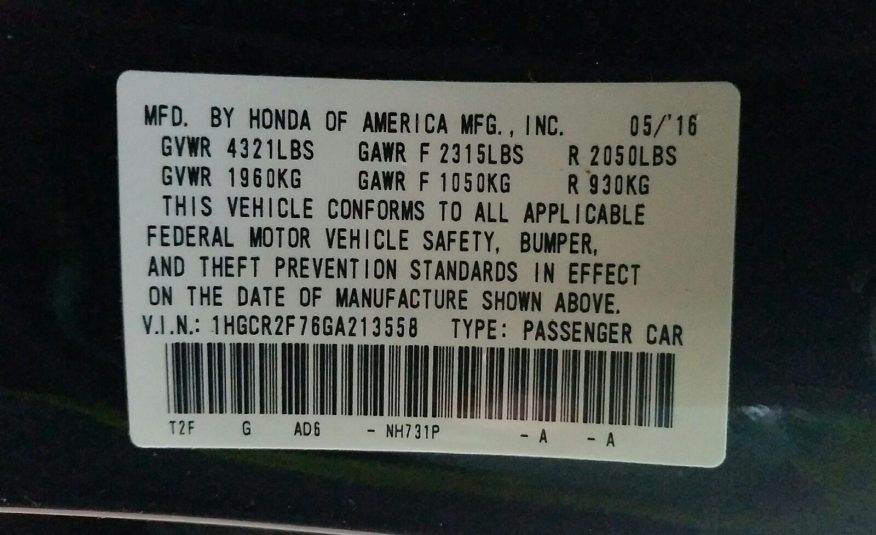 MFD. BY HONDA OF AMERICA MFG., INC. 05/'16
GVWR 4321LBS GAWR F 2315LBS R 2050LBS
GVWR 1960KG GAWR F 1050KG R 930KG
THIS VEHICLE CONFORMS TO ALL APPLICABLE
FEDERAL MOTOR VEHICLE SAFETY, BUMPER,
AND THEFT PREVENTION STANDARDS IN EFFECT
ON THE DATE OF MANUFACTURE SHOWN ABOVE.
V.I.N.: 1HGCR2F76GA213558 TYPE: PASSENGER CAR
T2F G AD6 - NH731P - A - A